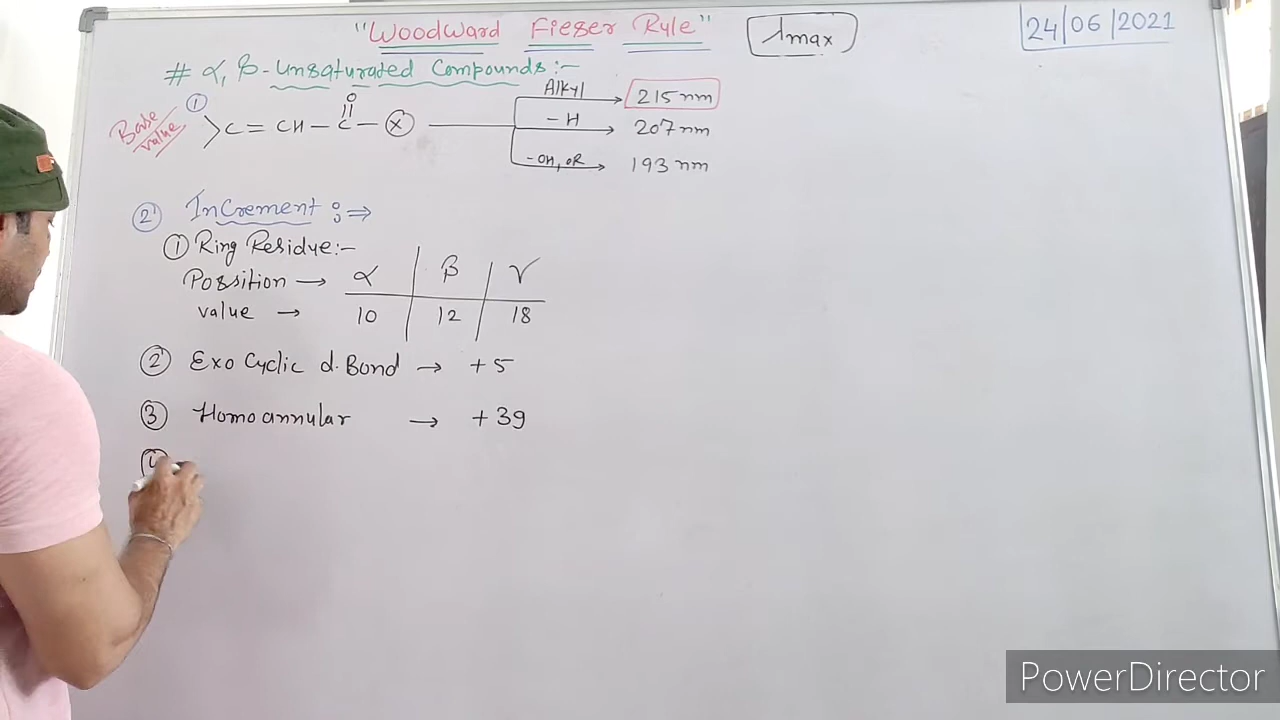 "Woodward Fieser Rule" λmax 24/06/2021
# α, β-Unsaturated Compounds:-
Base value ① >C=CH-C-Ⓧ
O
Alkyl 215 nm
-H 207 nm
-OH, OR 193 nm
② Increment :⇒
① Ring Residue:-
Possition → α β γ
value → 10 12 18
② Exo Cyclic d.Bond → +5
③ Homoannular → +39
④
PowerDirector